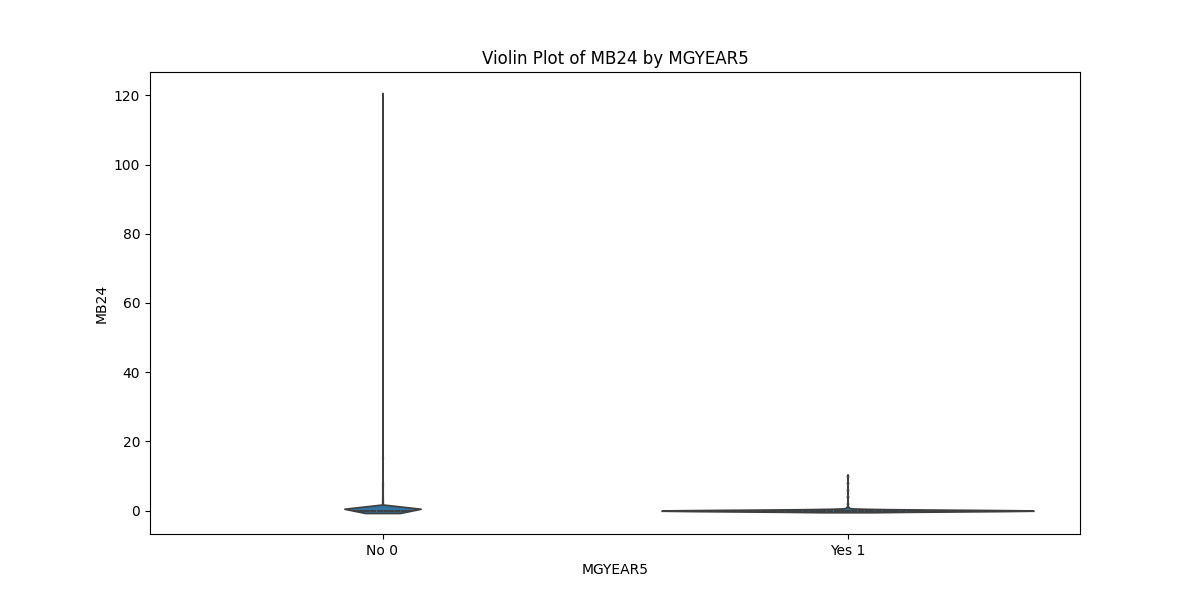 Violin Plot of MB24 by MGYEAR5
120
100
80
60
40
20
0
MB24
No 0
Yes 1
MGYEAR5